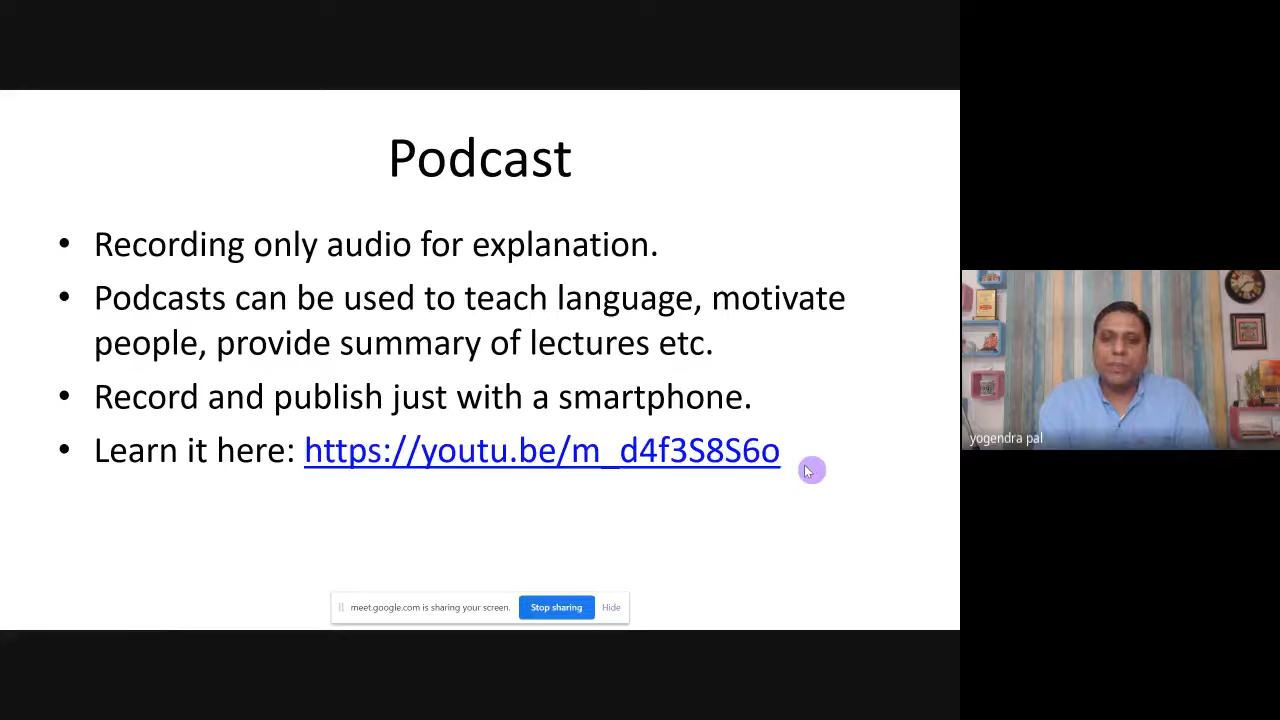 Podcast
• Recording only audio for explanation.
• Podcasts can be used to teach language, motivate
people, provide summary of lectures etc.
• Record and publish just with a smartphone.
• Learn it here: https://youtu.be/m_d4f3S8S6o
yogendra pal
meet.google.com is sharing your screen.
Stop sharing
Hide